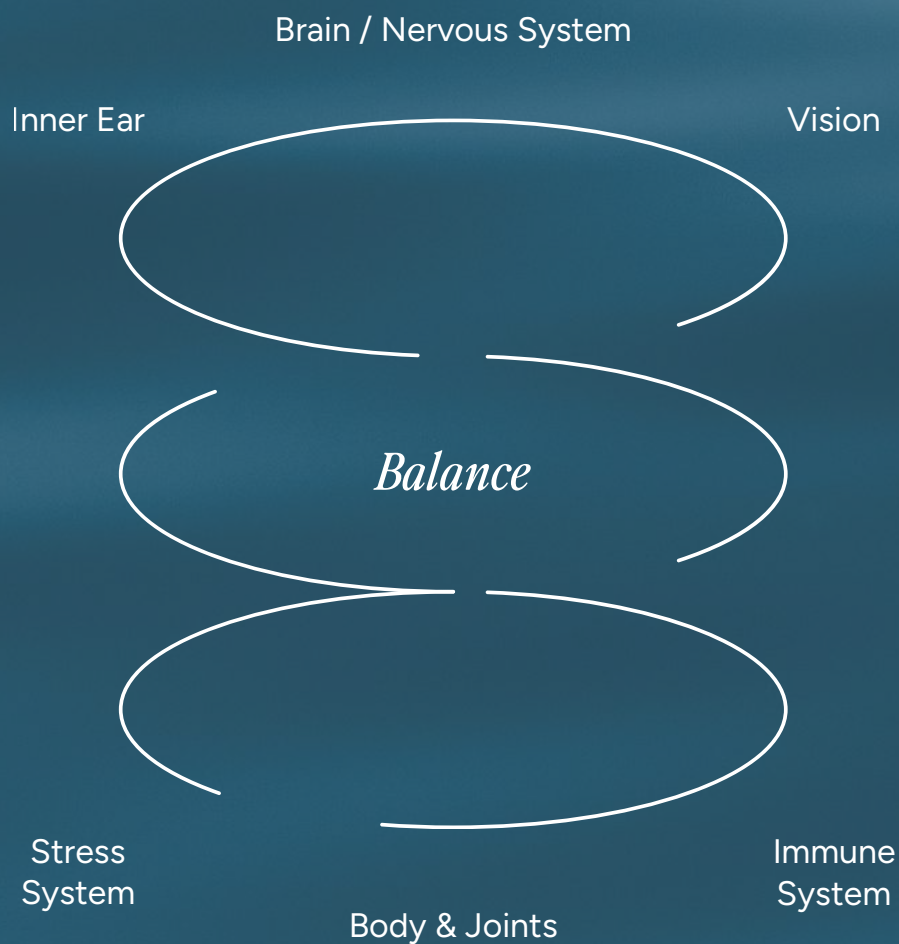 Brain / Nervous System
Inner Ear
Vision
Balance
Stress
System
Immune
System
Body & Joints